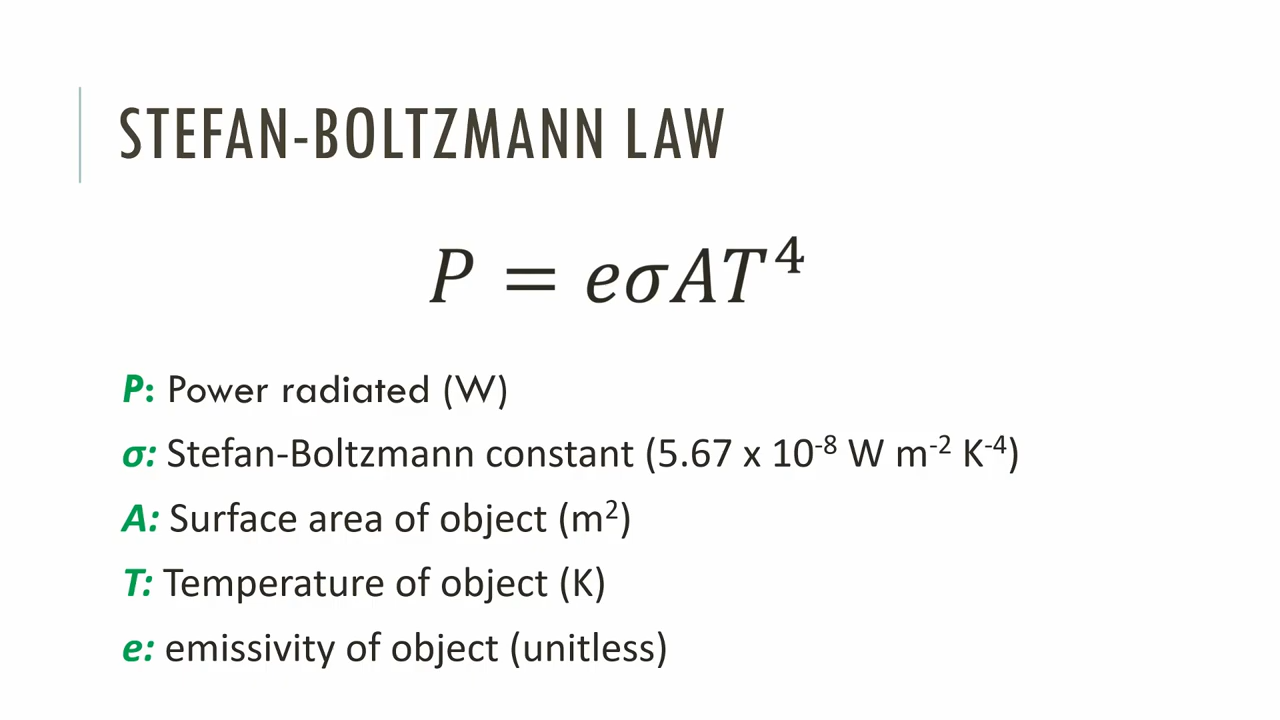 STEFAN-BOLTZMANN LAW
P = eσAT⁴
P: Power radiated (W)
σ: Stefan-Boltzmann constant (5.67 x 10⁻⁸ W m⁻² K⁻⁴)
A: Surface area of object (m²)
T: Temperature of object (K)
e: emissivity of object (unitless)